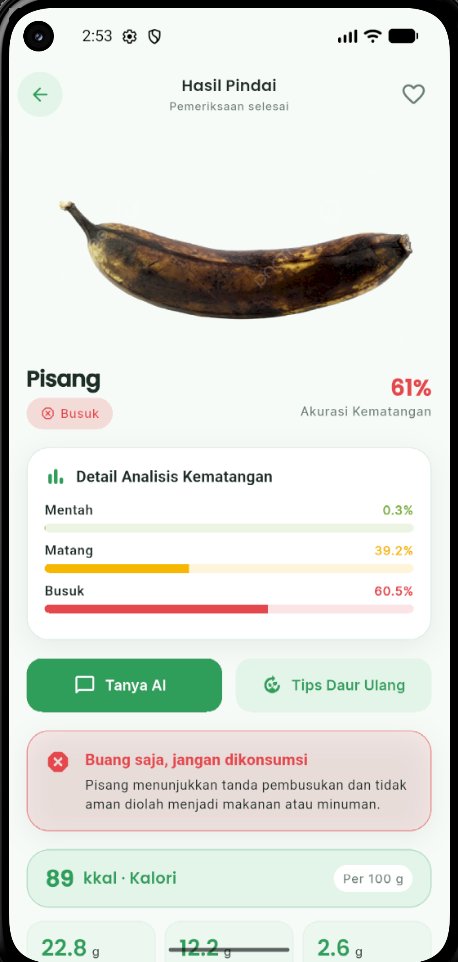 2:53
Hasil Pindai
Pemeriksaan selesai
Pisang
Busuk
61%
Akurasi Kematangan
Detail Analisis Kematangan
Mentah 0.3%
Matang 39.2%
Busuk 60.5%
Tanya AI
Tips Daur Ulang
Buang saja, jangan dikonsumsi
Pisang menunjukkan tanda pembusukan dan tidak
aman diolah menjadi makanan atau minuman.
89 kkal · Kalori
Per 100 g
22.8 g
12.2 g
2.6 g